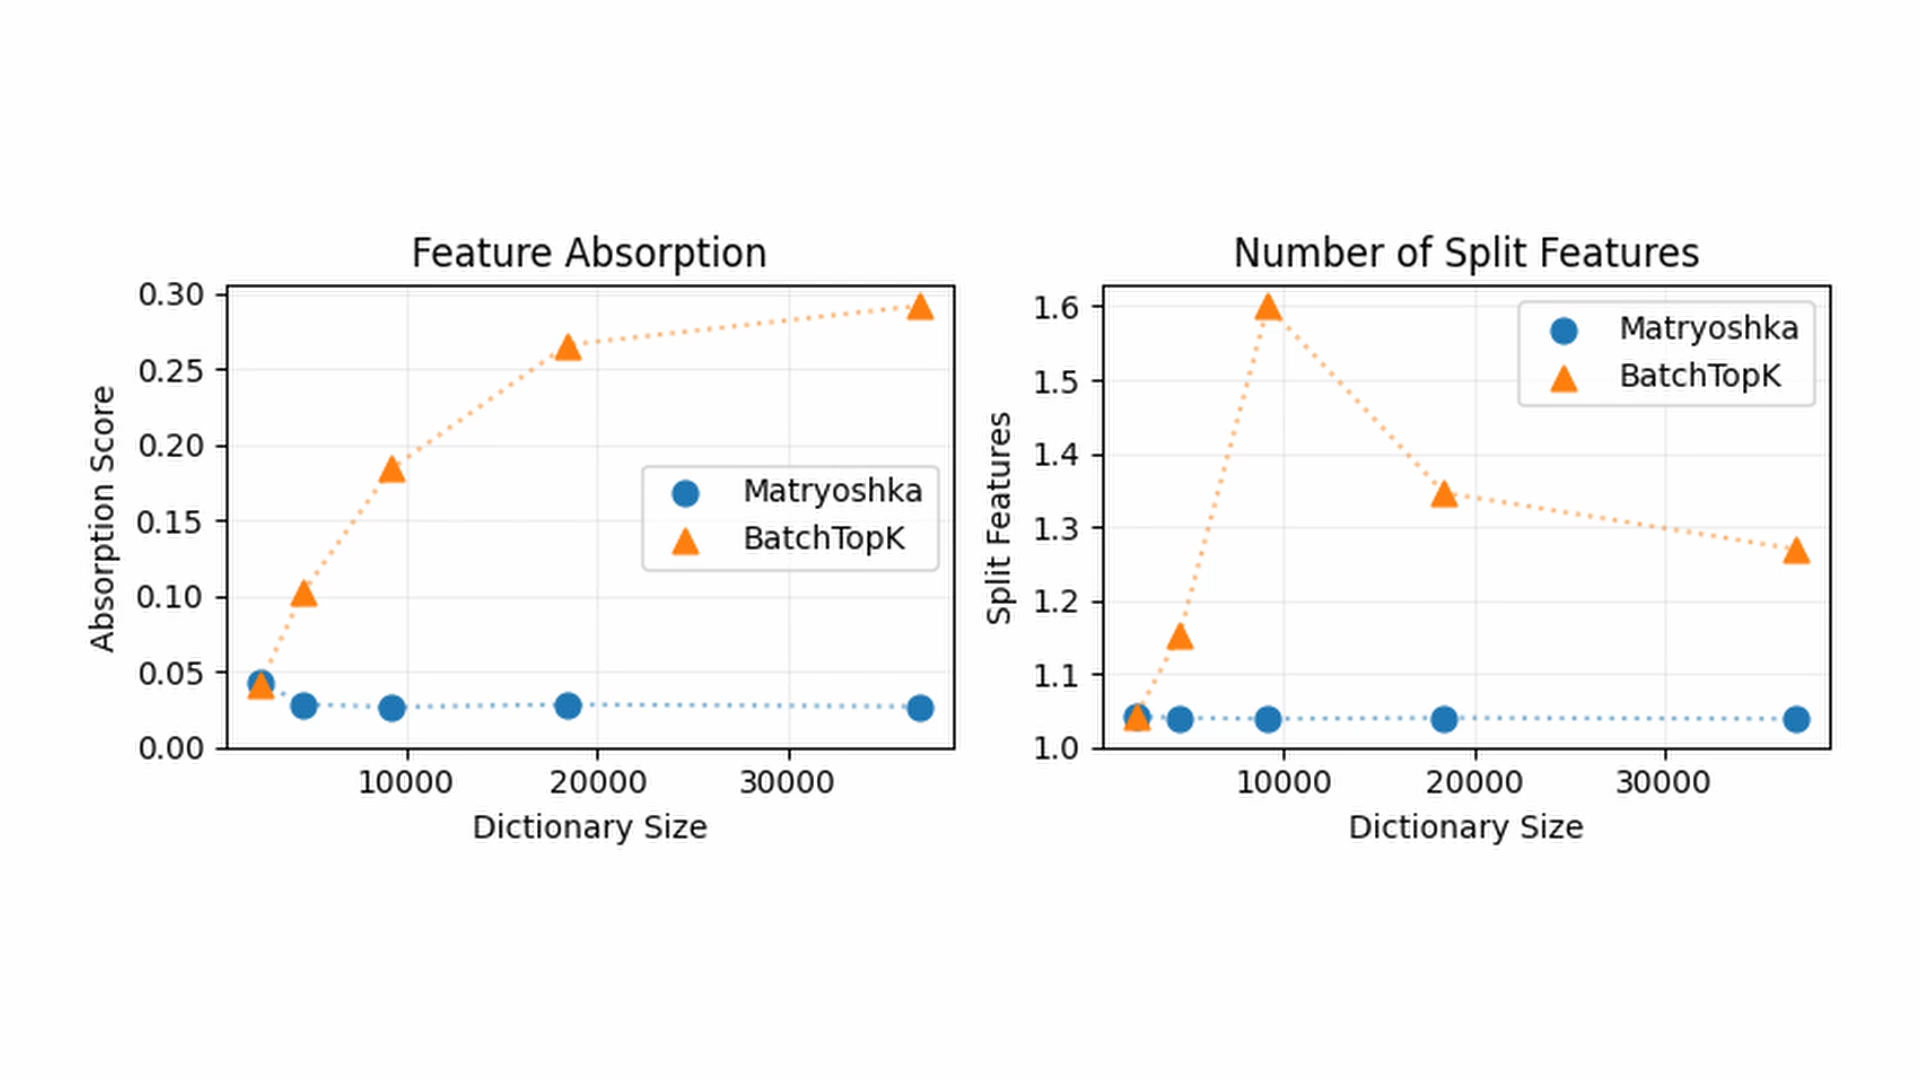 Feature Absorption
0.30
0.25
0.20
0.15
0.10
0.05
0.00
Absorption Score
Matryoshka
BatchTopK
10000 20000 30000
Dictionary Size
Number of Split Features
1.6
1.5
1.4
1.3
1.2
1.1
1.0
Split Features
Matryoshka
BatchTopK
10000 20000 30000
Dictionary Size